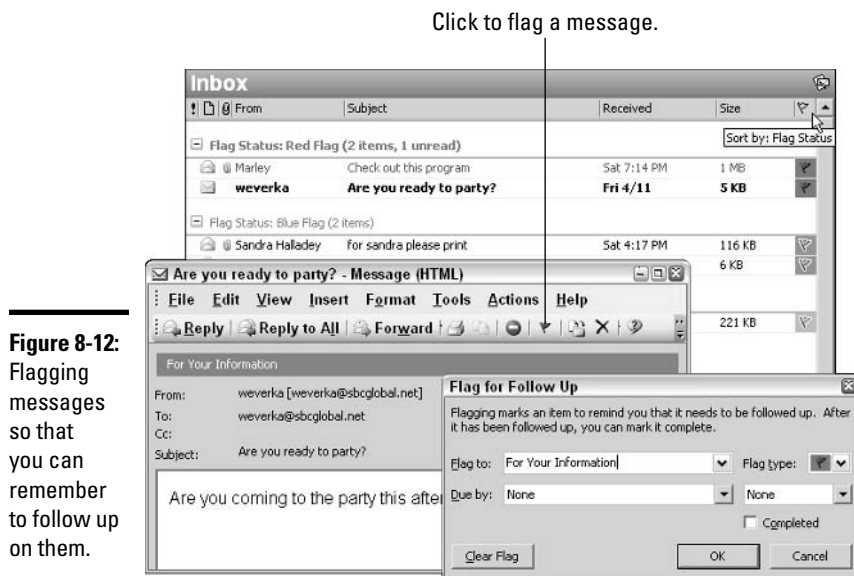 Click to flag a message.
Inbox
! From Subject Received Size
Sort by: Flag Status
Flag Status: Red Flag (2 items, 1 unread)
Marley Check out this program Sat 7:14 PM 1 MB
weverka Are you ready to party? Fri 4/11 5 KB
Flag Status: Blue Flag (2 items)
Sandra Halladey for sandra please print Sat 4:17 PM 116 KB
6 KB
221 KB
Are you ready to party? - Message (HTML)
File Edit View Insert Format Tools Actions Help
Reply Reply to All Forward
For Your Information
From: weverka [weverka@sbcglobal.net]
To: weverka@sbcglobal.net
Cc:
Subject: Are you ready to party?
Are you coming to the party this after
Flag for Follow Up
Flagging marks an item to remind you that it needs to be followed up. After
it has been followed up, you can mark it complete.
Flag to: For Your Information Flag type:
Due by: None None
Completed
Clear Flag OK Cancel
Figure 8-12:
Flagging
messages
so that
you can
remember
to follow up
on them.